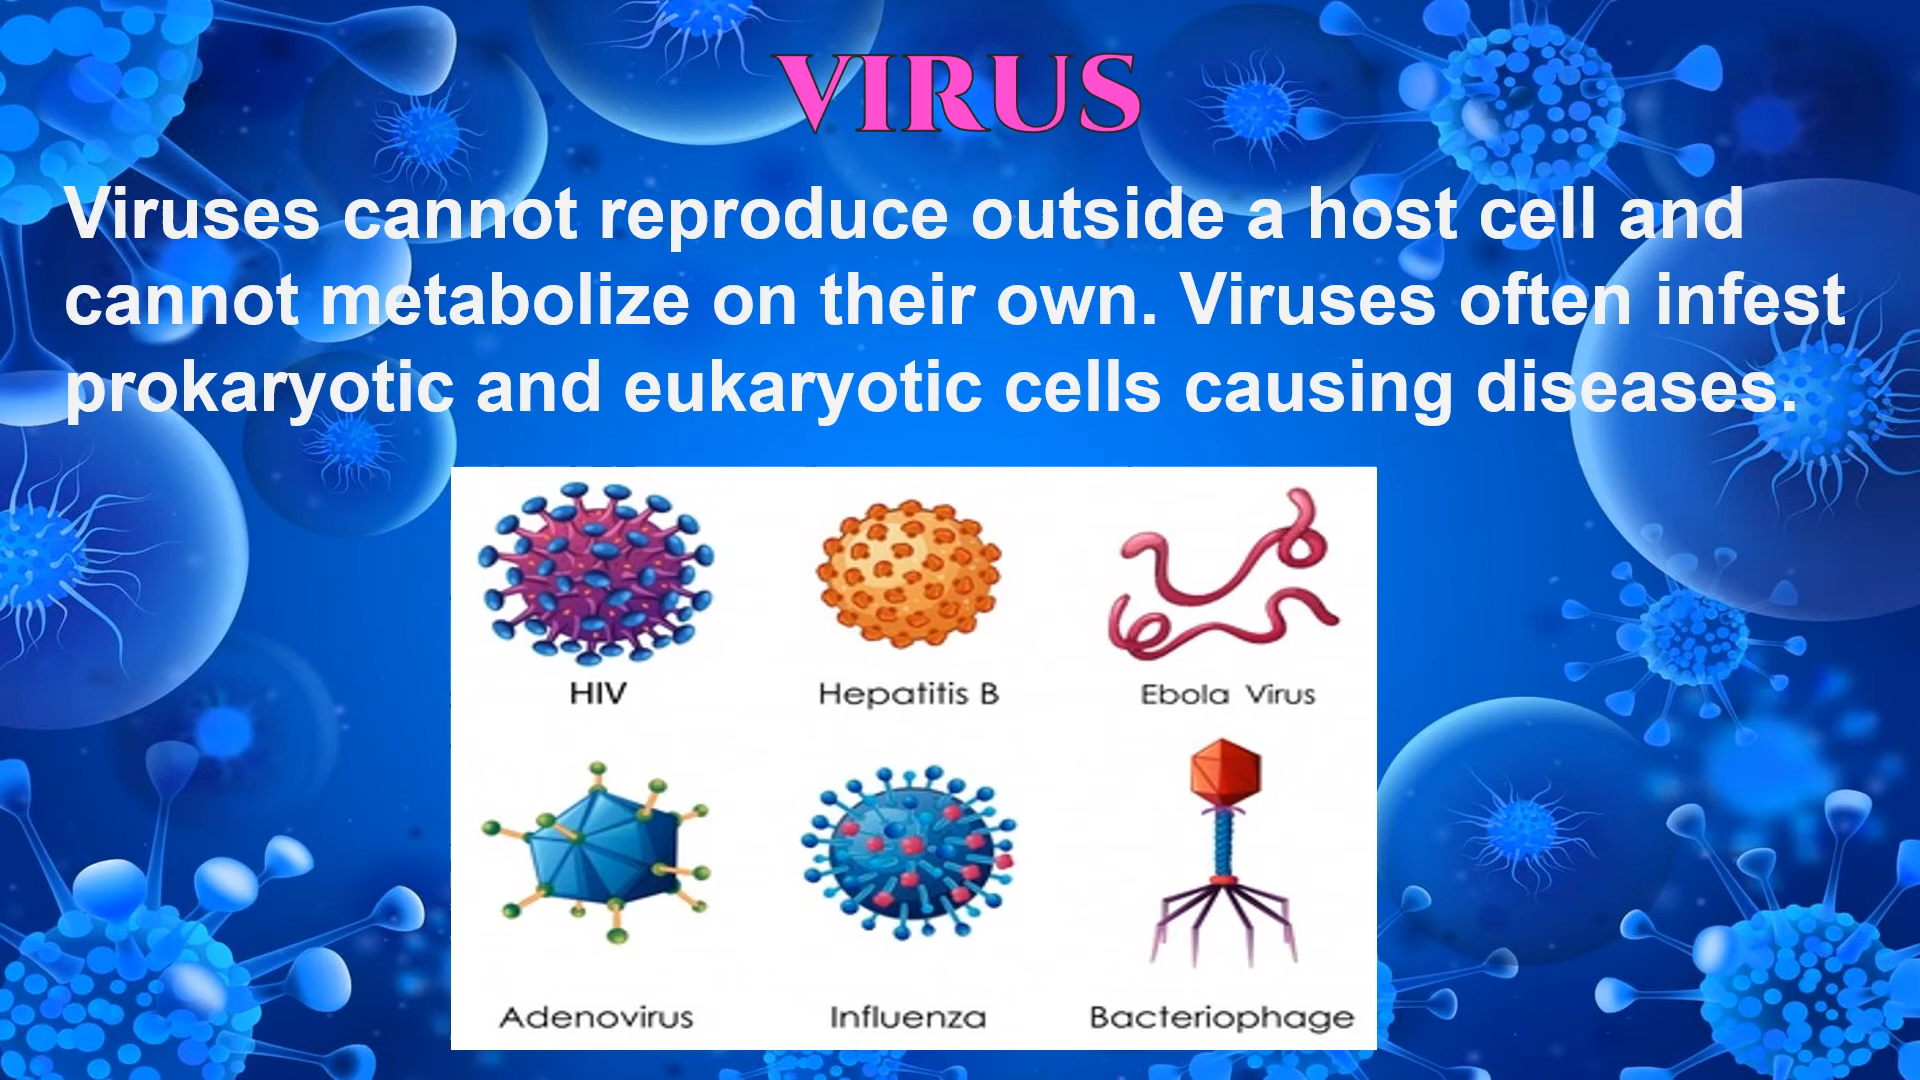 VIRUS
Viruses cannot reproduce outside a host cell and
cannot metabolize on their own. Viruses often infest
prokaryotic and eukaryotic cells causing diseases.
HIV
Hepatitis B
Ebola Virus
Adenovirus
Influenza
Bacteriophage